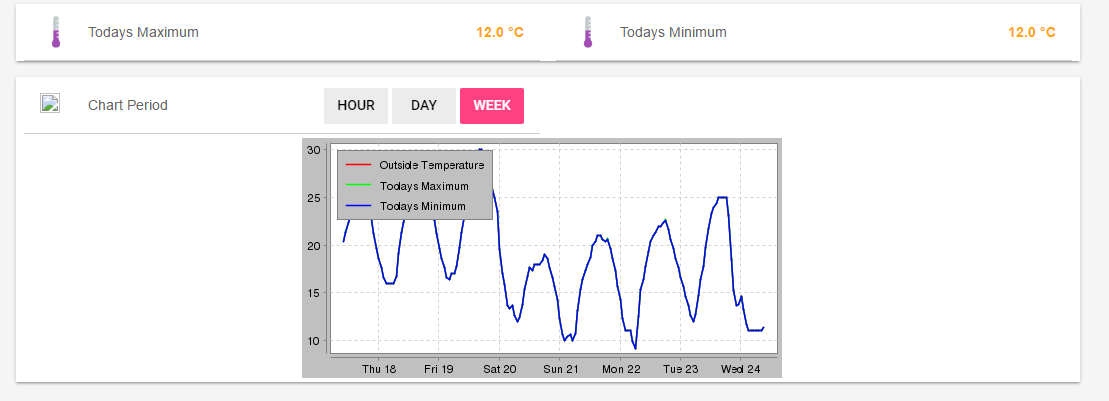 Todays Maximum 12.0 °C Todays Minimum 12.0 °C
Chart Period HOUR DAY WEEK
30
Outside Temperature
Todays Maximum
Todays Minimum
25
20
15
10
Thu 18 Fri 19 Sat 20 Sun 21 Mon 22 Tue 23 Wed 24